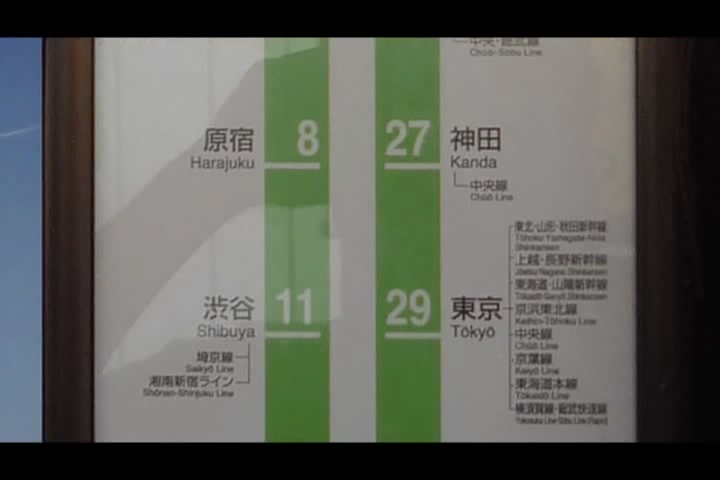 中央・総武線
Chūō-Sōbu Line
原宿 8
Harajuku
27 神田
Kanda
中央線
Chūō Line
渋谷 11
Shibuya
埼京線
Saikyō Line
湘南新宿ライン
Shōnan-Shinjuku Line
29 東京
Tōkyō
東北・山形・秋田新幹線
Tōhoku·Yamagata·Akita
Shinkansen
上越・長野新幹線
Jōetsu·Nagano Shinkansen
東海道・山陽新幹線
Tōkaidō·Sanyō Shinkansen
京浜東北線
Keihin-Tōhoku Line
中央線
Chūō Line
京葉線
Keiyō Line
東海道本線
Tōkaidō Line
横須賀線・総武快速線
Yokosuka Line·Sōbu Line (Rapid)